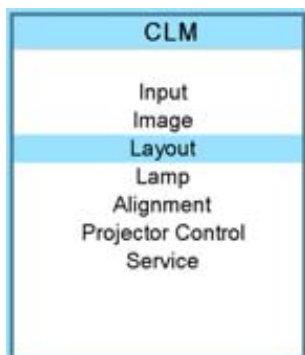 CLM
Input
Image
Layout
Lamp
Alignment
Projector Control
Service